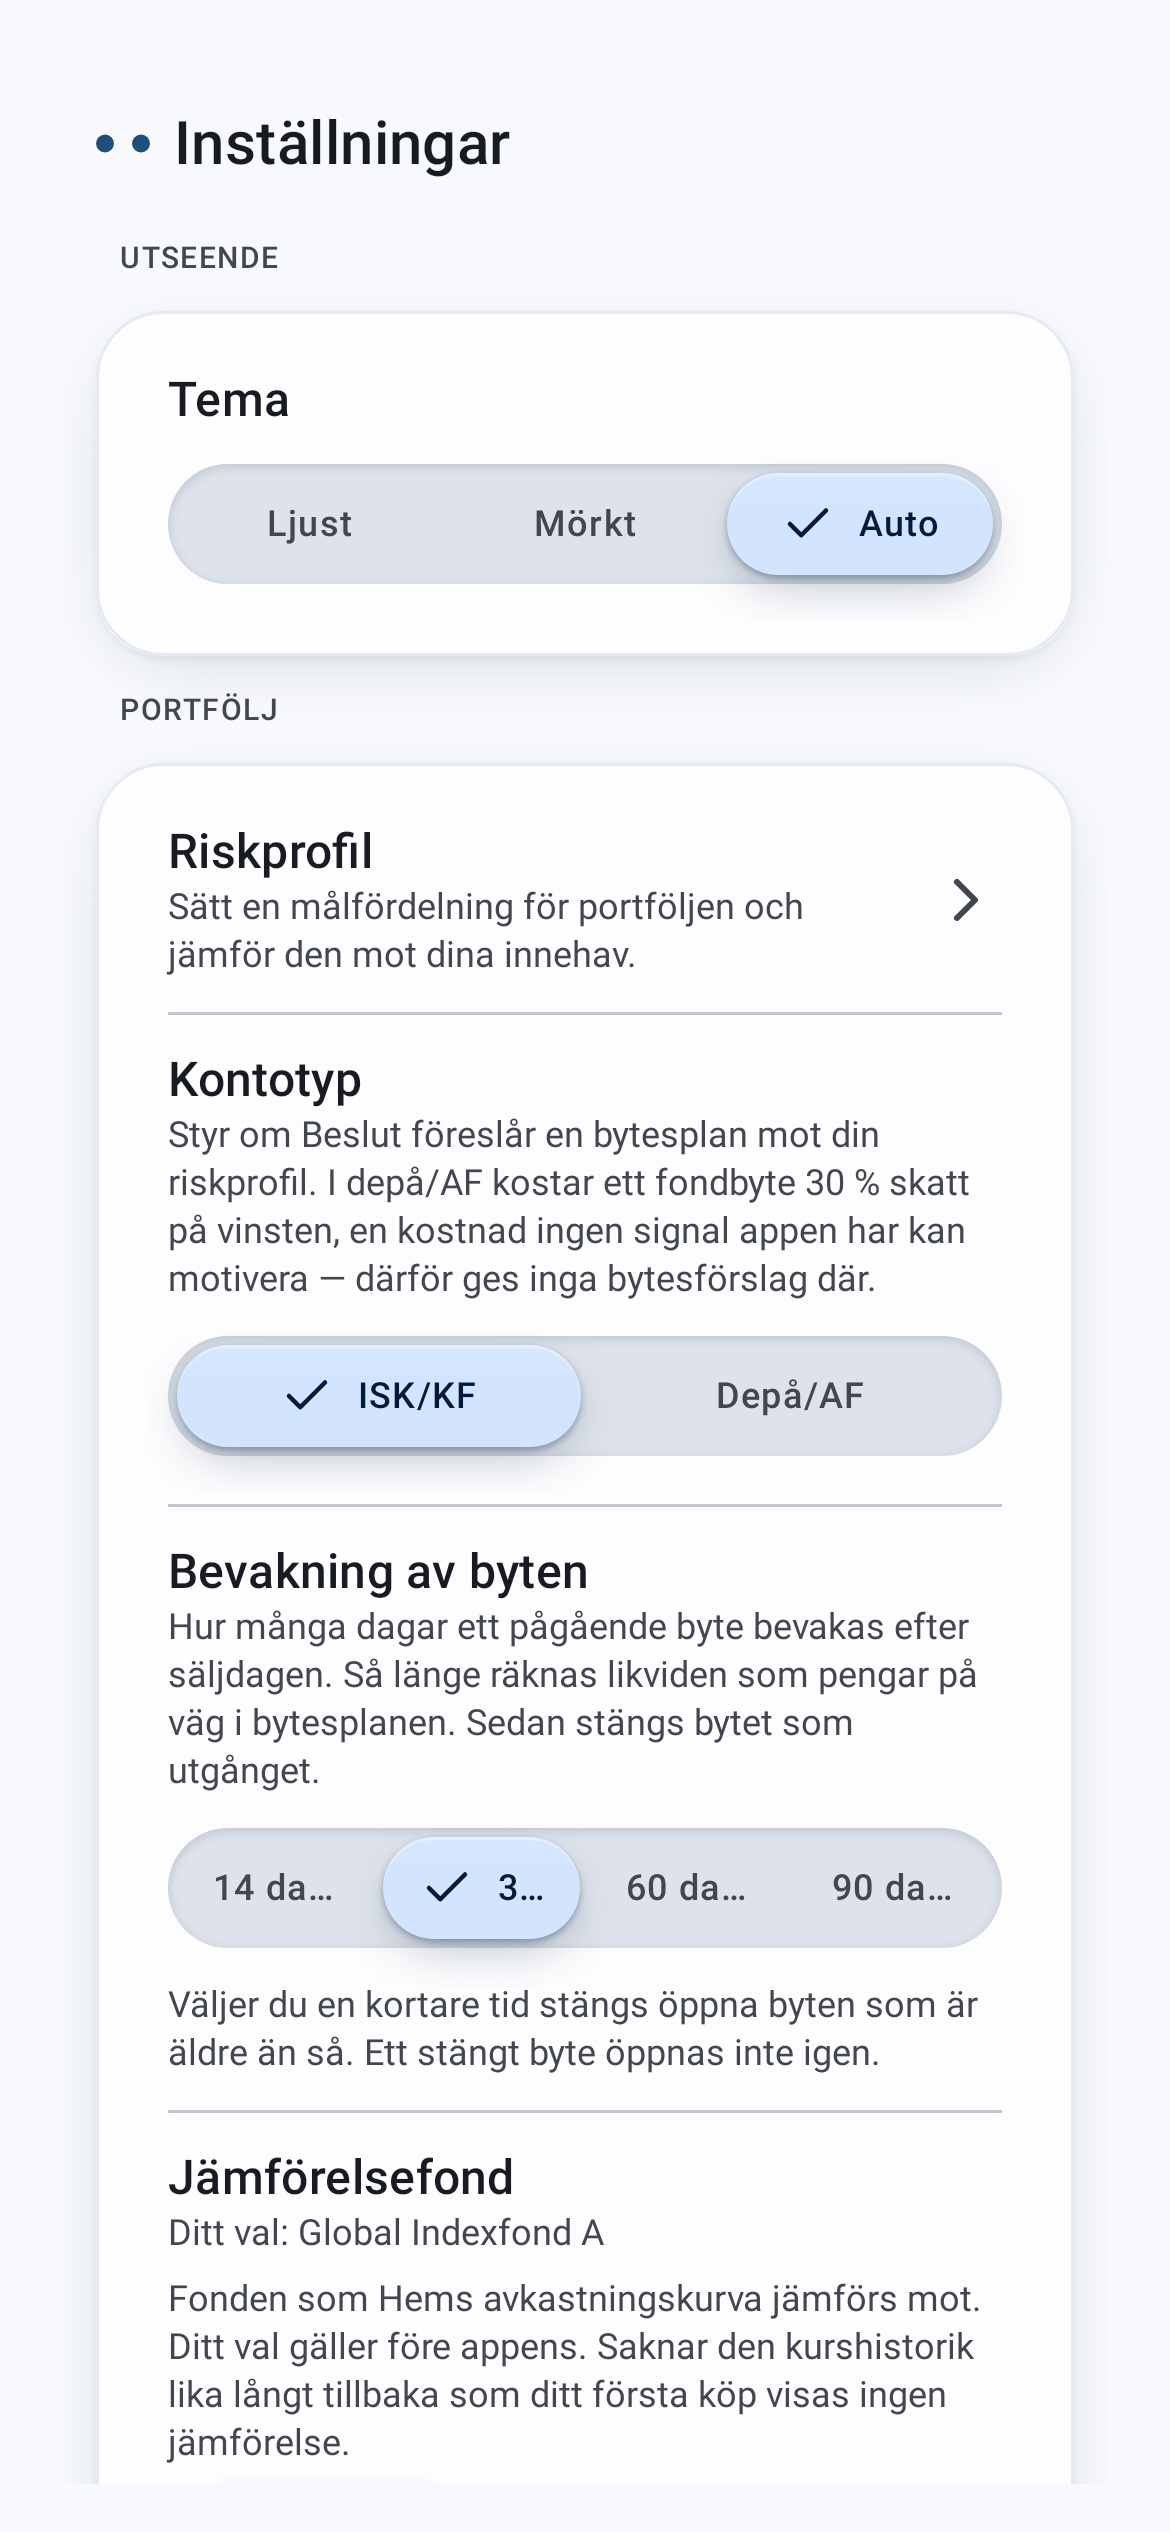 Inställningar
UTSEENDE
Tema
Ljust Mörkt Auto
PORTFÖLJ
Riskprofil
Sätt en målfördelning för portföljen och
jämför den mot dina innehav.
Kontotyp
Styr om Beslut föreslår en bytesplan mot din
riskprofil. I depå/AF kostar ett fondbyte 30 % skatt
på vinsten, en kostnad ingen signal appen har kan
motivera — därför ges inga bytesförslag där.
ISK/KF Depå/AF
Bevakning av byten
Hur många dagar ett pågående byte bevakas efter
säljdagen. Så länge räknas likviden som pengar på
väg i bytesplanen. Sedan stängs bytet som
utgånget.
14 da… 3… 60 da… 90 da…
Väljer du en kortare tid stängs öppna byten som är
äldre än så. Ett stängt byte öppnas inte igen.
Jämförelsefond
Ditt val: Global Indexfond A
Fonden som Hems avkastningskurva jämförs mot.
Ditt val gäller före appens. Saknar den kurshistorik
lika långt tillbaka som ditt första köp visas ingen
jämförelse.